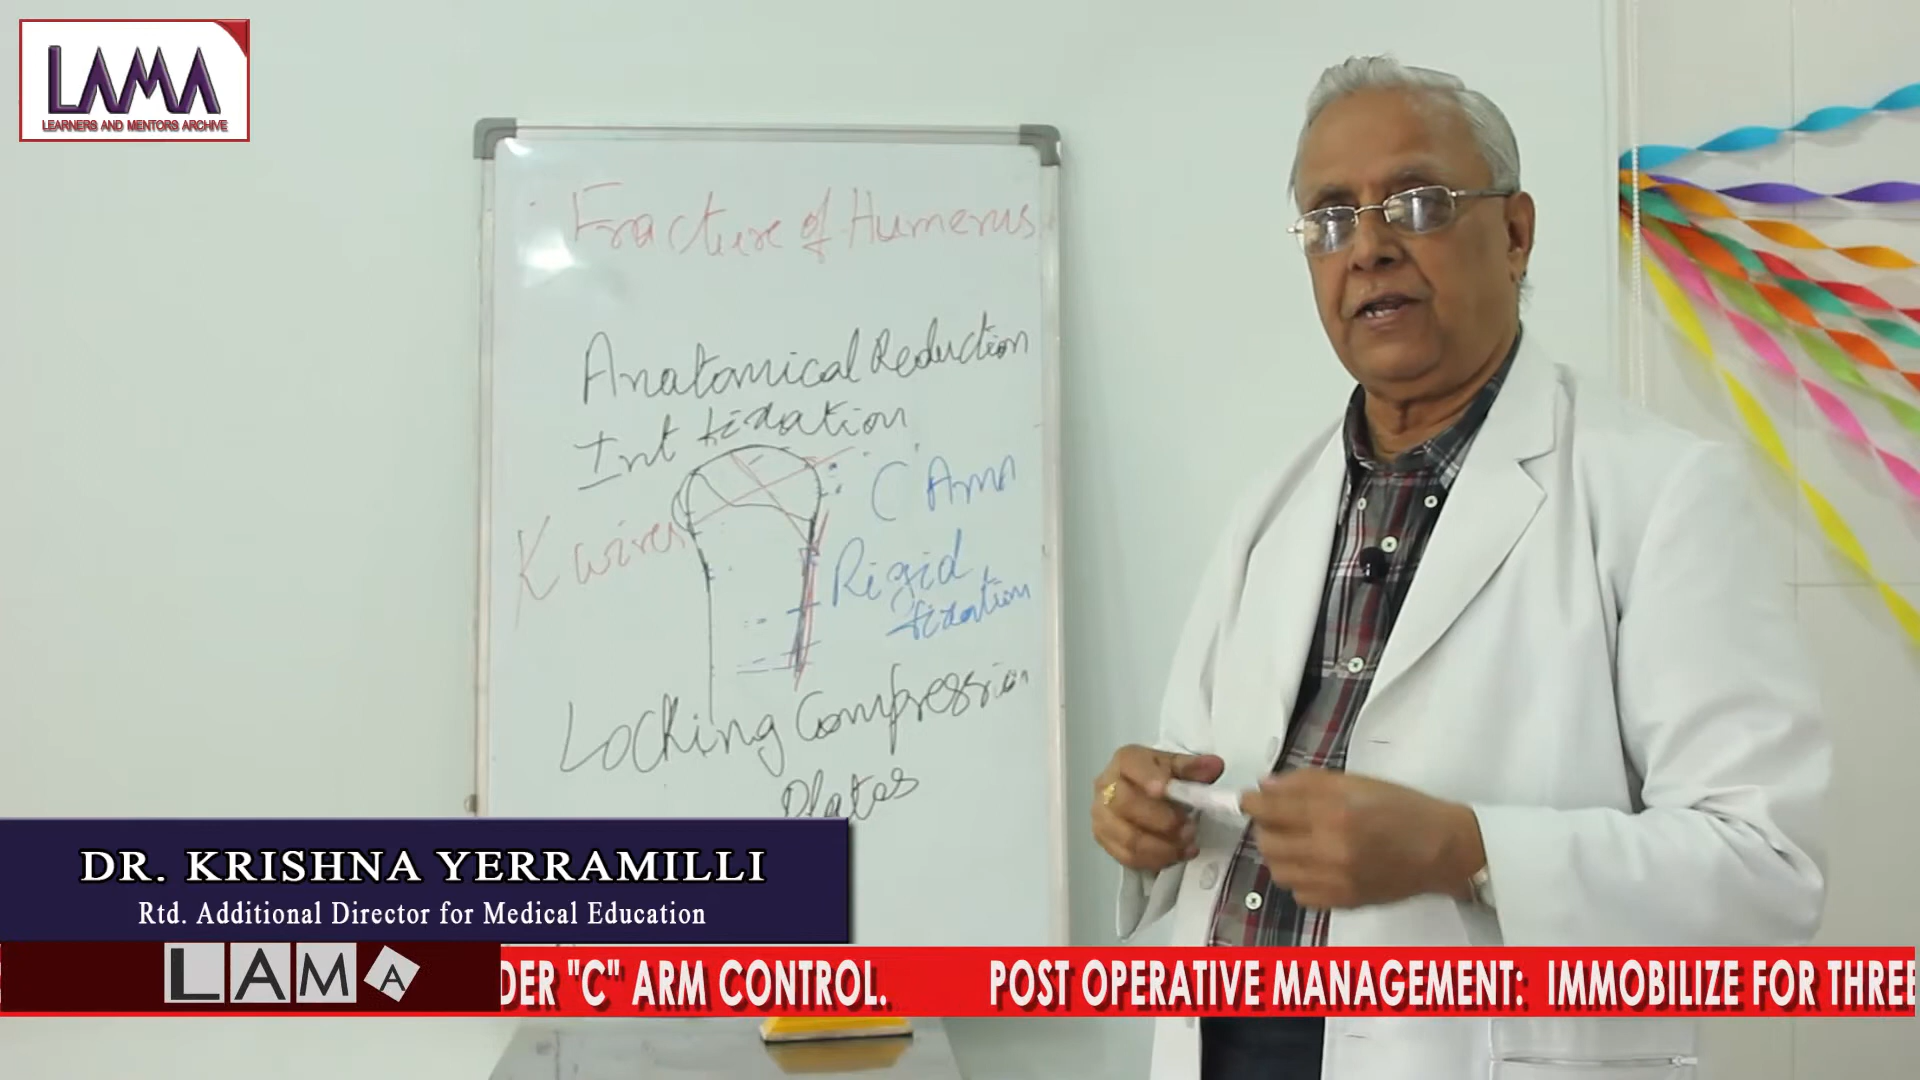 LAMA
LEARNERS AND MENTORS ARCHIVE
Fracture of Humerus
Anatomical Reduction
Int fixation
'C' Arm
K wires
Rigid
fixation
Locking Compression
Plates
DR. KRISHNA YERRAMILLI
Rtd. Additional Director for Medical Education
LAMA
DER "C" ARM CONTROL. POST OPERATIVE MANAGEMENT: IMMOBILIZE FOR THREE